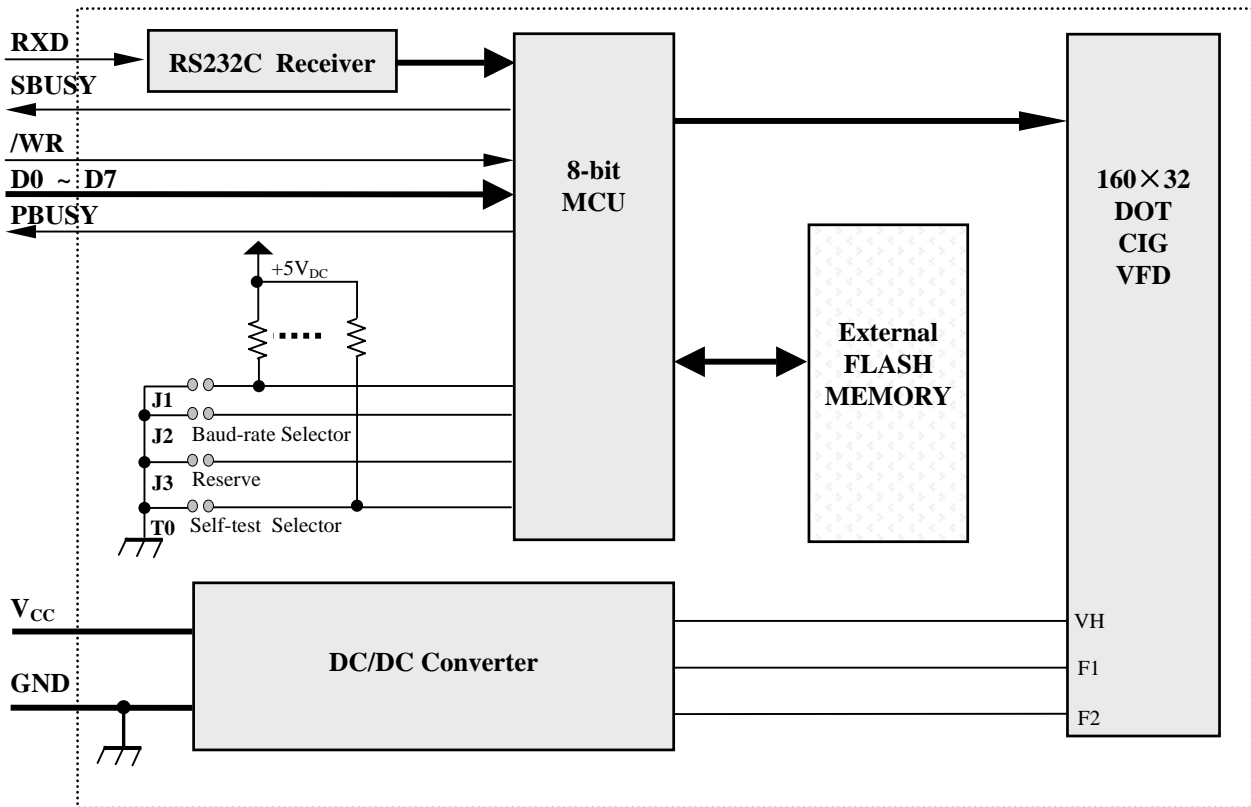 RXD
RS232C Receiver
SBUSY
/WR
D0 ~ D7
PBUSY
8-bit
MCU
160×32
DOT
CIG
VFD
+5VDC
External
FLASH
MEMORY
J1
J2 Baud-rate Selector
J3 Reserve
T0 Self-test Selector
VCC
GND
DC/DC Converter
VH
F1
F2